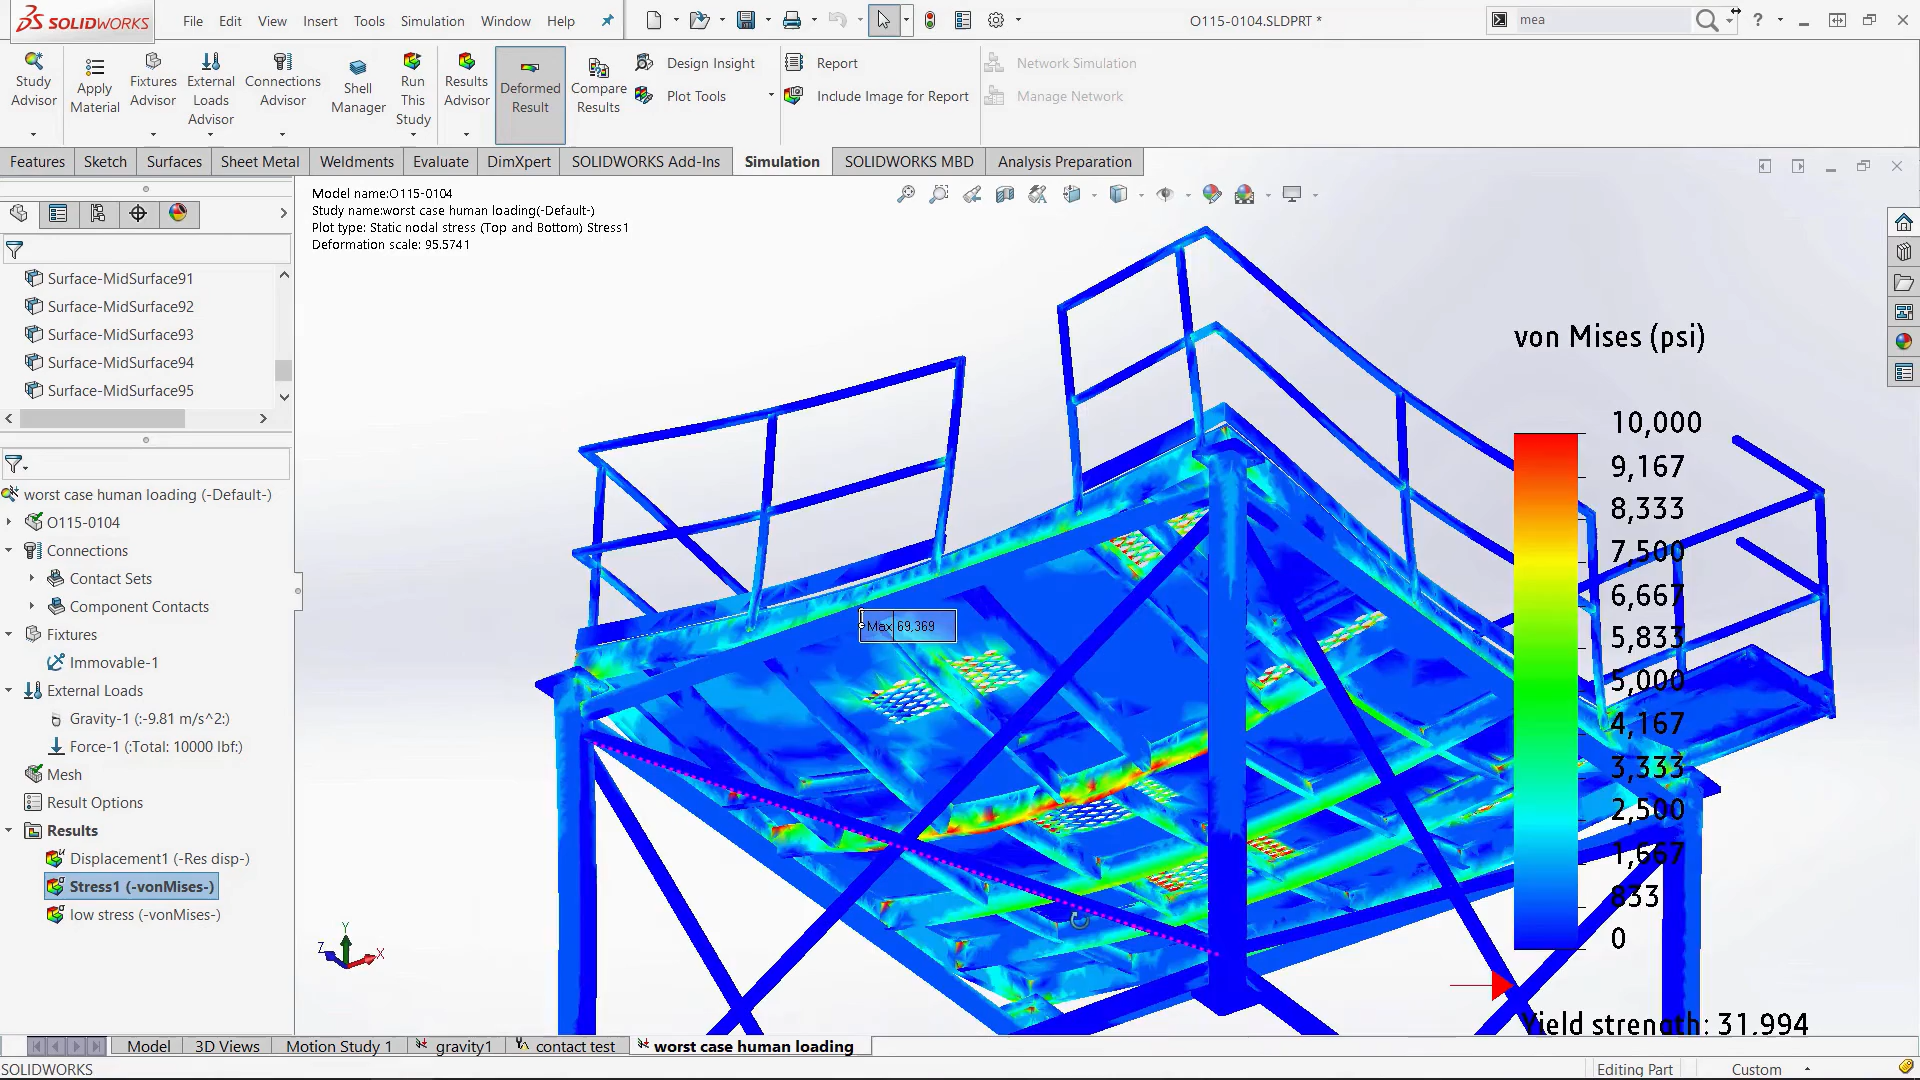 SOLIDWORKS
File Edit View Insert Tools Simulation Window Help
O115-0104.SLDPRT *
mea
Study Advisor
Apply Material
Fixtures Advisor
External Loads Advisor
Connections Advisor
Shell Manager
Run This Study
Results Advisor
Deformed Result
Compare Results
Design Insight
Plot Tools
Report
Include Image for Report
Network Simulation
Manage Network
Features Sketch Surfaces Sheet Metal Weldments Evaluate DimXpert SOLIDWORKS Add-Ins Simulation SOLIDWORKS MBD Analysis Preparation
Model name:O115-0104
Study name:worst case human loading(-Default-)
Plot type: Static nodal stress (Top and Bottom) Stress1
Deformation scale: 95.5741
Surface-MidSurface91
Surface-MidSurface92
Surface-MidSurface93
Surface-MidSurface94
Surface-MidSurface95
worst case human loading (-Default-)
O115-0104
Connections
Contact Sets
Component Contacts
Fixtures
Immovable-1
External Loads
Gravity-1 (:-9.81 m/s^2:)
Force-1 (:Total: 10000 lbf:)
Mesh
Result Options
Results
Displacement1 (-Res disp-)
Stress1 (-vonMises-)
low stress (-vonMises-)
Max 69,369
von Mises (psi)
10,000
9,167
8,333
7,500
6,667
5,833
5,000
4,167
3,333
2,500
1,667
833
0
Yield strength: 31,994
Y
Z
X
Model 3D Views Motion Study 1 gravity1 contact test worst case human loading
SOLIDWORKS
Editing Part
Custom